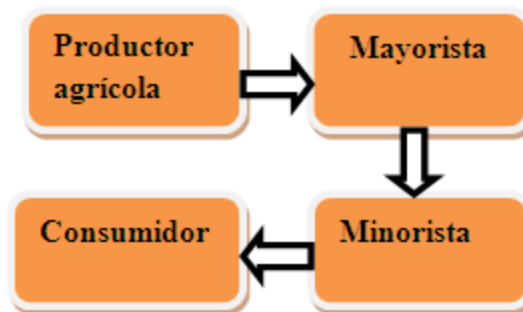 Productor
agrícola
Mayorista
Minorista
Consumidor